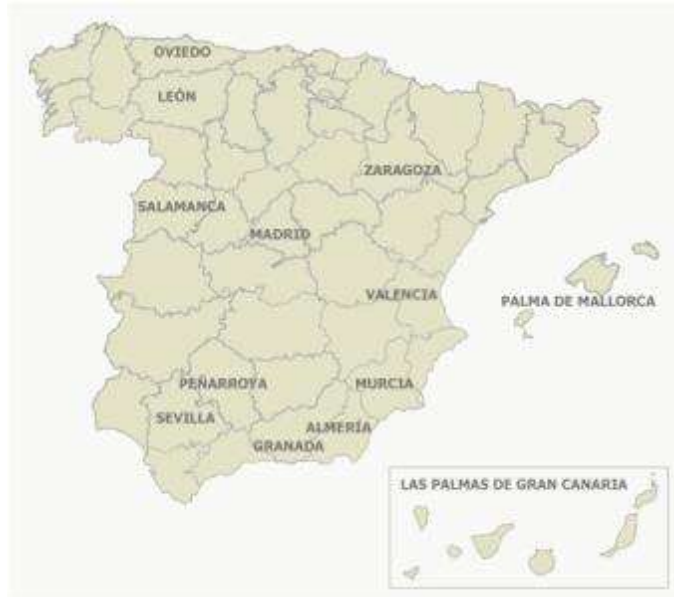 OVIEDO
LEÓN
ZARAGOZA
SALAMANCA
MADRID
VALENCIA
PALMA DE MALLORCA
PEÑARROYA
MURCIA
SEVILLA
ALMERÍA
GRANADA
LAS PALMAS DE GRAN CANARIA